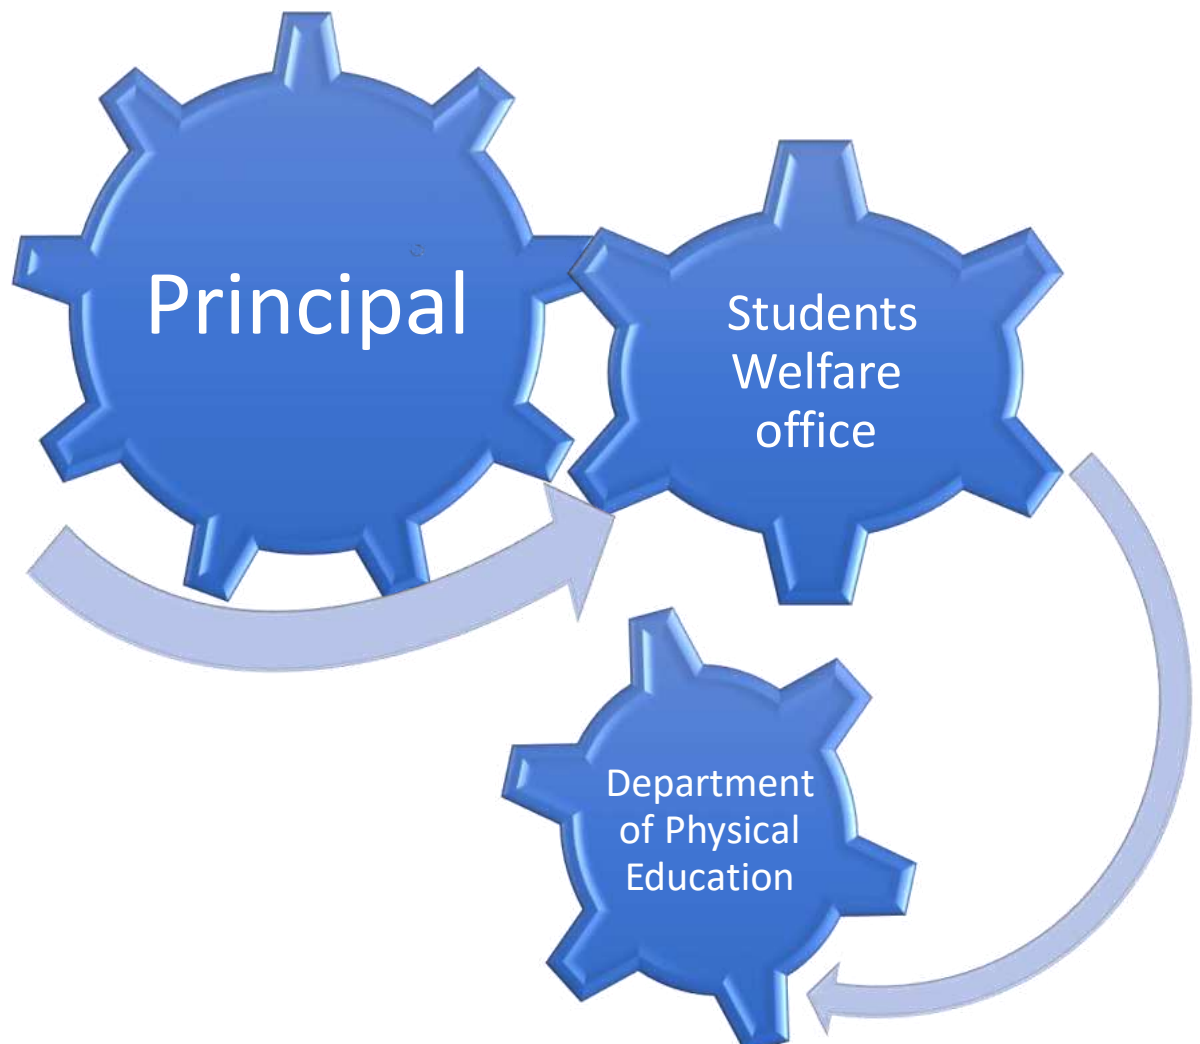 Principal
Students
Welfare
office
Department
of Physical
Education